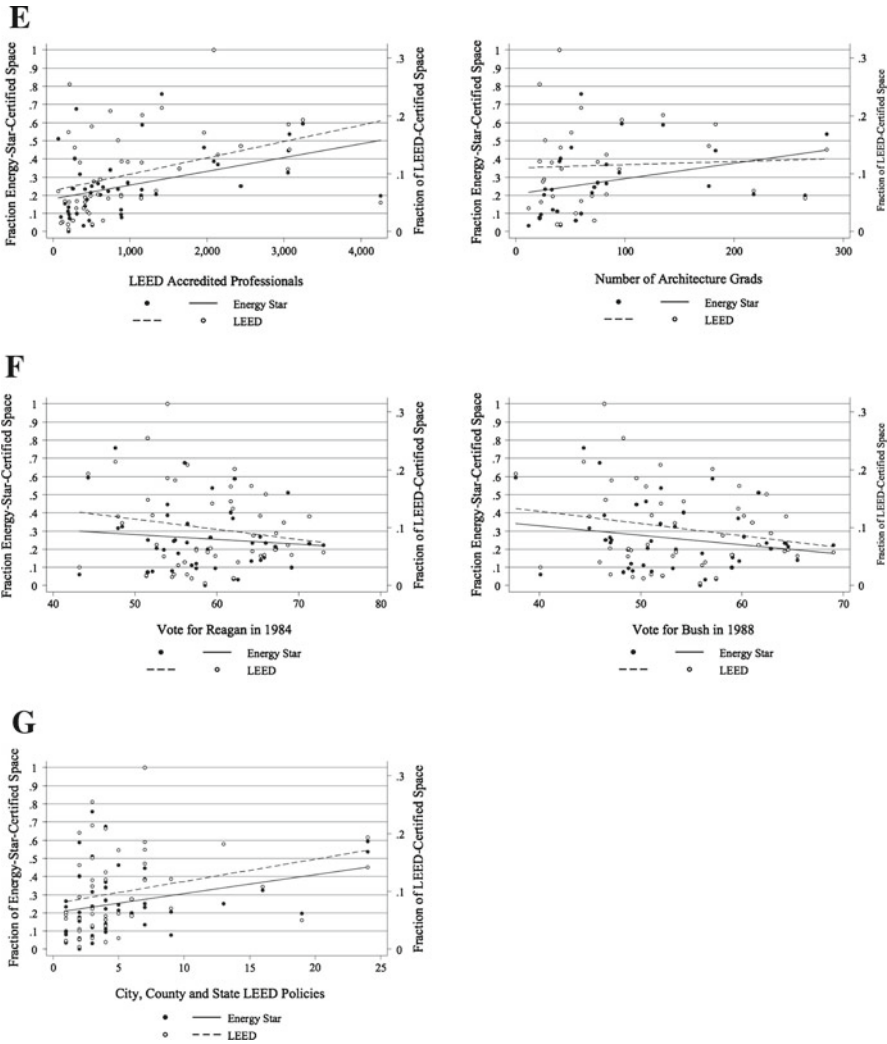 E
Fraction Energy-Star-Certified Space
1
.9
.8
.7
.6
.5
.4
.3
.2
.1
0
0 1,000 2,000 3,000 4,000
.3
.2
.1
0
Fraction of LEED-Certified Space
LEED Accredited Professionals
Energy Star
LEED
Fraction Energy-Star-Certified Space
1
.9
.8
.7
.6
.5
.4
.3
.2
.1
0
0 100 200 300
.3
.2
.1
0
Fraction of LEED-Certified Space
Number of Architecture Grads
Energy Star
LEED
F
Fraction Energy-Star-Certified Space
1
.9
.8
.7
.6
.5
.4
.3
.2
.1
0
40 50 60 70 80
.3
.2
.1
0
Fraction of LEED-Certified Space
Vote for Reagan in 1984
Energy Star
LEED
Fraction Energy-Star-Certified Space
1
.9
.8
.7
.6
.5
.4
.3
.2
.1
0
40 50 60 70
.3
.2
.1
0
Fraction of LEED-Certified Space
Vote for Bush in 1988
Energy Star
LEED
G
Fraction of Energy-Star-Certified Space
1
.9
.8
.7
.6
.5
.4
.3
.2
.1
0
0 5 10 15 20 25
.3
.2
.1
0
Fraction of LEED-Certified Space
City, County and State LEED Policies
Energy Star
LEED